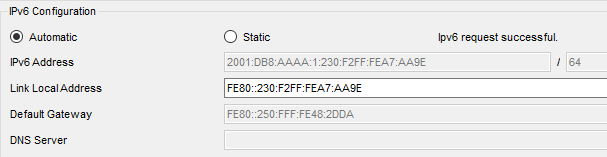 IPv6 Configuration
Automatic Static Ipv6 request successful.
IPv6 Address 2001:DB8:AAAA:1:230:F2FF:FEA7:AA9E / 64
Link Local Address FE80::230:F2FF:FEA7:AA9E
Default Gateway FE80::250:FFF:FE48:2DDA
DNS Server